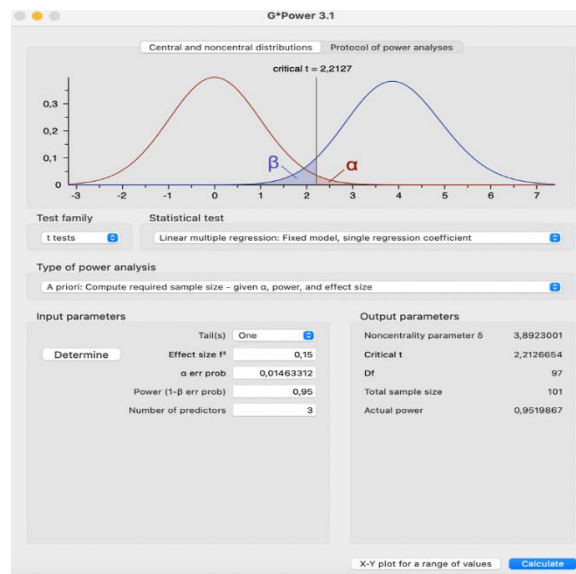 G*Power 3.1
Central and noncentral distributions Protocol of power analyses
critical t = 2,2127
0,3
0,2
0,1
0
β
α
-3 -2 -1 0 1 2 3 4 5 6 7
Test family Statistical test
t tests Linear multiple regression: Fixed model, single regression coefficient
Type of power analysis
A priori: Compute required sample size – given α, power, and effect size
Input parameters Output parameters
Tail(s) One Noncentrality parameter δ 3,8923001
Determine Effect size f² 0,15 Critical t 2,2126654
α err prob 0,01463312 Df 97
Power (1-β err prob) 0,95 Total sample size 101
Number of predictors 3 Actual power 0,9519867
X-Y plot for a range of values Calculate